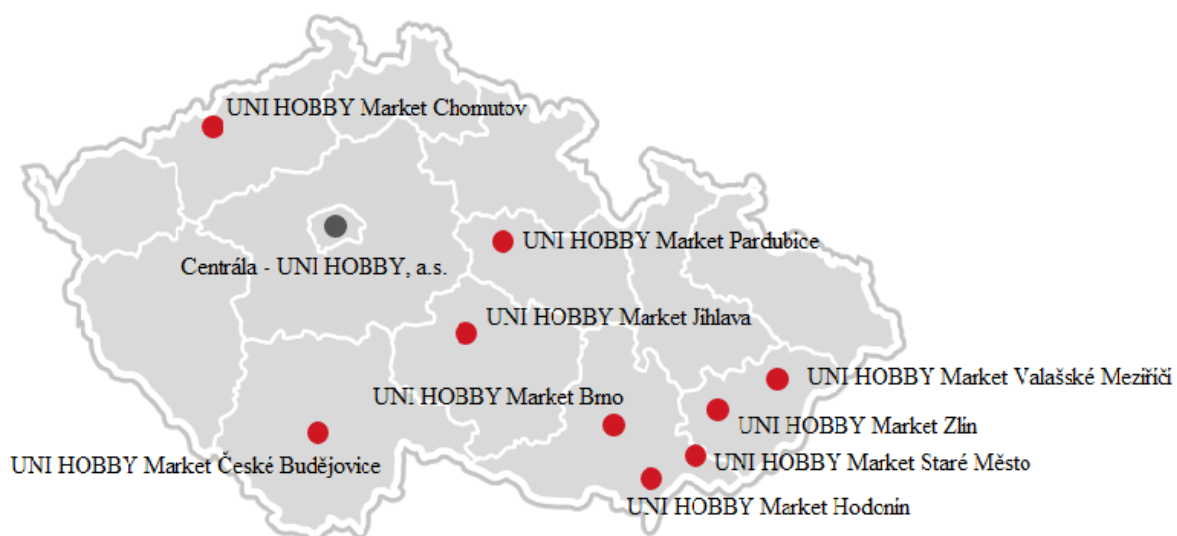 UNI HOBBY Market Chomutov
UNI HOBBY Market Pardubice
Centrála - UNI HOBBY, a.s.
UNI HOBBY Market Jihlava
UNI HOBBY Market Valašské Meziřičí
UNI HOBBY Market Brno
UNI HOBBY Market Zlín
UNI HOBBY Market České Budějovice
UNI HOBBY Market Staré Město
UNI HOBBY Market Hodonín